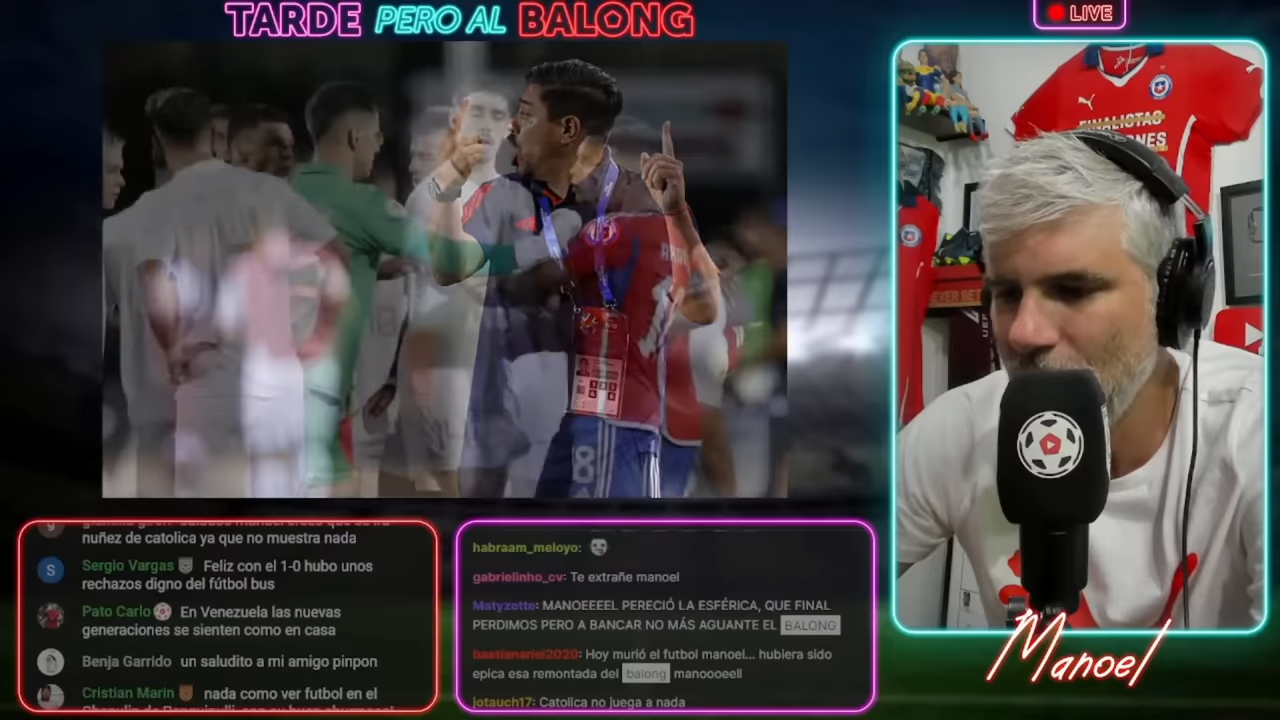 TARDE PERO AL BALONG
LIVE
FINALISTAS
nuñez de catolica ya que no muestra nada
Sergio Vargas Feliz con el 1-0 hubo unos
rechazos digno del fútbol bus
Pato Carlo En Venezuela las nuevas
generaciones se sienten como en casa
Benja Garrido un saludito a mi amigo pinpon
Cristian Marin nada como ver futbol en el
habraam_meloyo:
gabrielinho_cv: Te extrañe manoel
Matyzette: MANOEEEEL PERECIÓ LA ESFÉRICA, QUE FINAL
PERDIMOS PERO A BANCAR NO MÁS AGUANTE EL BALONG
bastianariel2020: Hoy murió el futbol manoel... hubiera sido
epica esa remontada del balong manooooeell
jotauch17: Catolica no juega a nada
Manoel